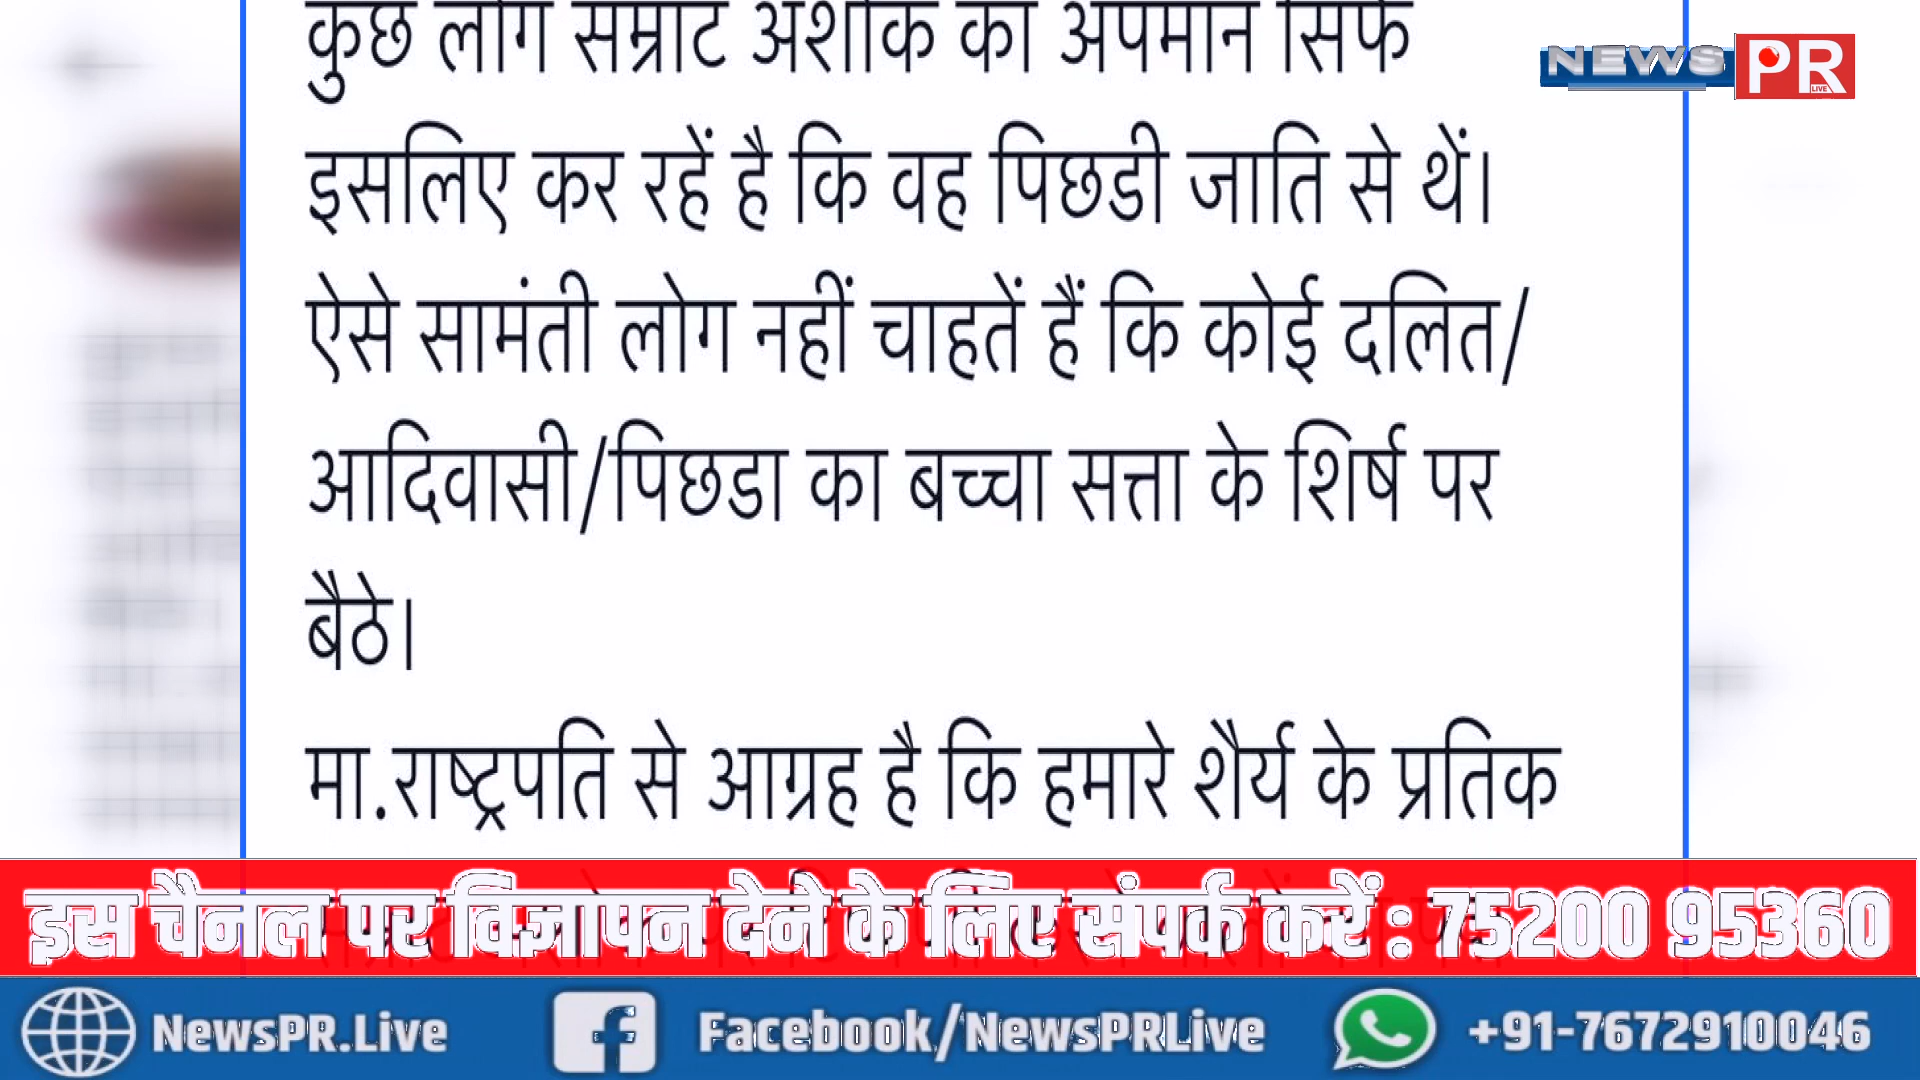 कुछ लोग सम्राट अशोक का अपमान सिर्फ
NEWS PR
LIVE
इसलिए कर रहें है कि वह पिछडी जाति से थें।
ऐसे सामंती लोग नहीं चाहतें हैं कि कोई दलित/
आदिवासी/पिछडा का बच्चा सत्ता के शिर्ष पर
बैठे।
मा.राष्ट्रपति से आग्रह है कि हमारे शैर्य के प्रतिक
इस चैनल पर विज्ञापन देने के लिए संपर्क करें : 75200 95360
NewsPR.Live Facebook/NewsPRLive +91-7672910046